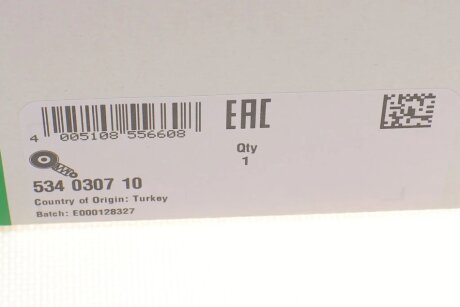 EAC
4 005108 556608
Qty
1
534 0307 10
Country of Origin: Turkey
Batch: E000128327